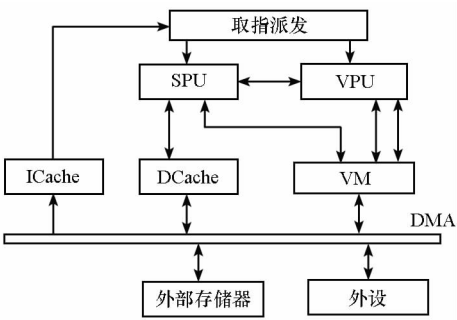 取指派发
SPU
VPU
ICache
DCache
VM
DMA
外部存储器
外设